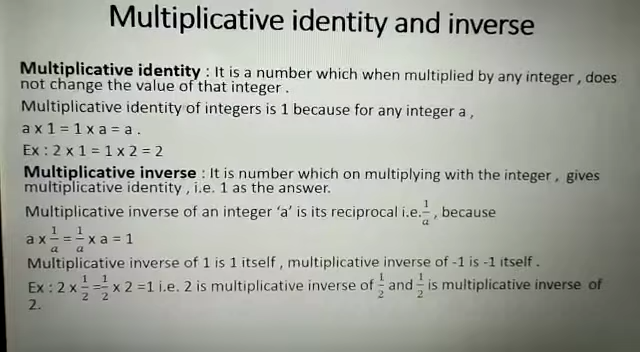 Multiplicative identity and inverse
Multiplicative identity : It is a number which when multiplied by any integer , does
not change the value of that integer .
Multiplicative identity of integers is 1 because for any integer a ,
a x 1 = 1 x a = a .
Ex : 2 x 1 = 1 x 2 = 2
Multiplicative inverse : It is number which on multiplying with the integer , gives
multiplicative identity , i.e. 1 as the answer.
Multiplicative inverse of an integer ‘a’ is its reciprocal i.e. 1/a , because
a x 1/a = 1/a x a = 1
Multiplicative inverse of 1 is 1 itself , multiplicative inverse of -1 is -1 itself .
Ex : 2 x 1/2 = 1/2 x 2 =1 i.e. 2 is multiplicative inverse of 1/2 and 1/2 is multiplicative inverse of
2.